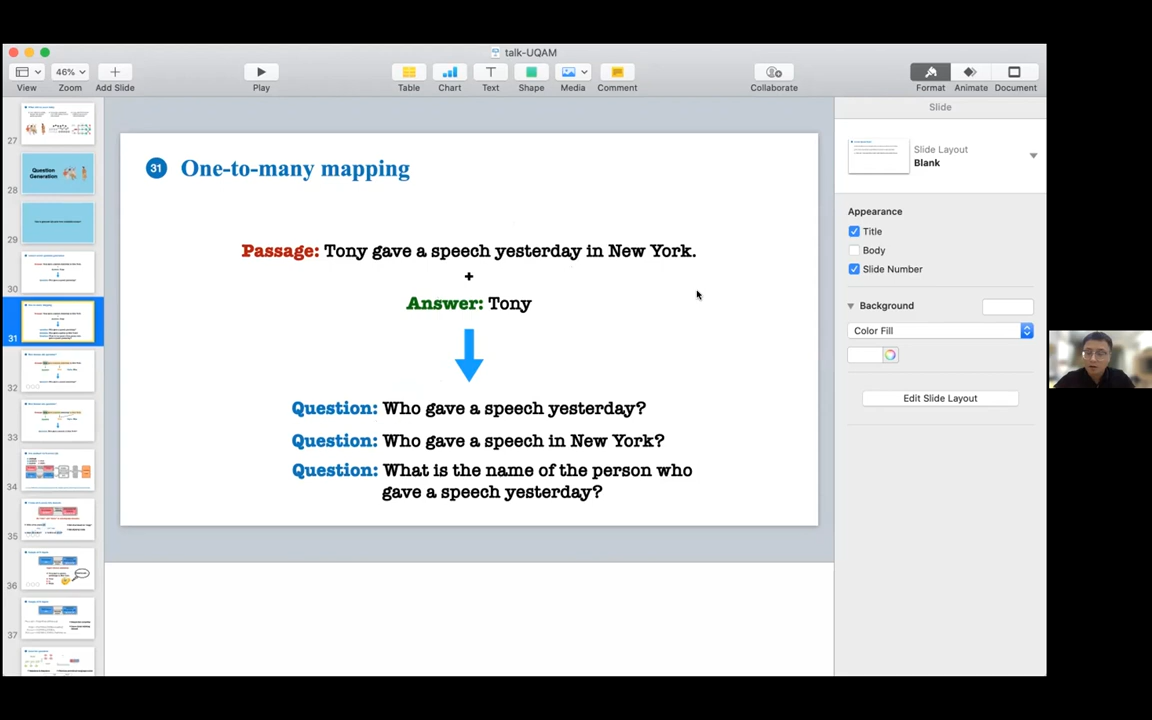 talk-UQAM
46%
View
Zoom
Add Slide
Play
Table
Chart
Text
Shape
Media
Comment
Collaborate
Format
Animate
Document
Slide
Slide Layout
Blank
Appearance
Title
Body
Slide Number
Background
Color Fill
Edit Slide Layout
27
28
Question
Generation
29
30
31
32
33
34
35
36
37
31 One-to-many mapping
Passage: Tony gave a speech yesterday in New York.
+
Answer: Tony
Question: Who gave a speech yesterday?
Question: Who gave a speech in New York?
Question: What is the name of the person who
gave a speech yesterday?